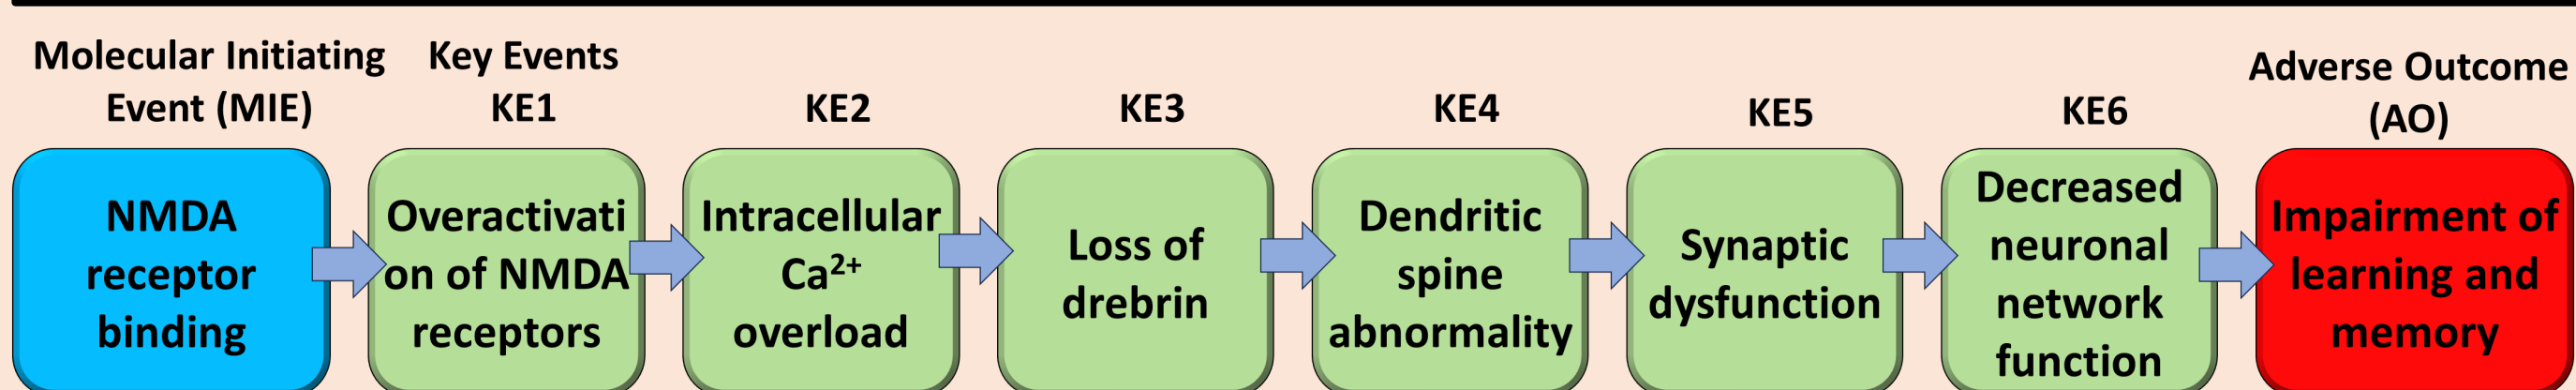 Molecular Initiating
Event (MIE)
Key Events
KE1
KE2
KE3
KE4
KE5
KE6
Adverse Outcome
(AO)
NMDA
receptor
binding
Overactivati
on of NMDA
receptors
Intracellular
Ca²⁺
overload
Loss of
drebrin
Dendritic
spine
abnormality
Synaptic
dysfunction
Decreased
neuronal
network
function
Impairment of
learning and
memory